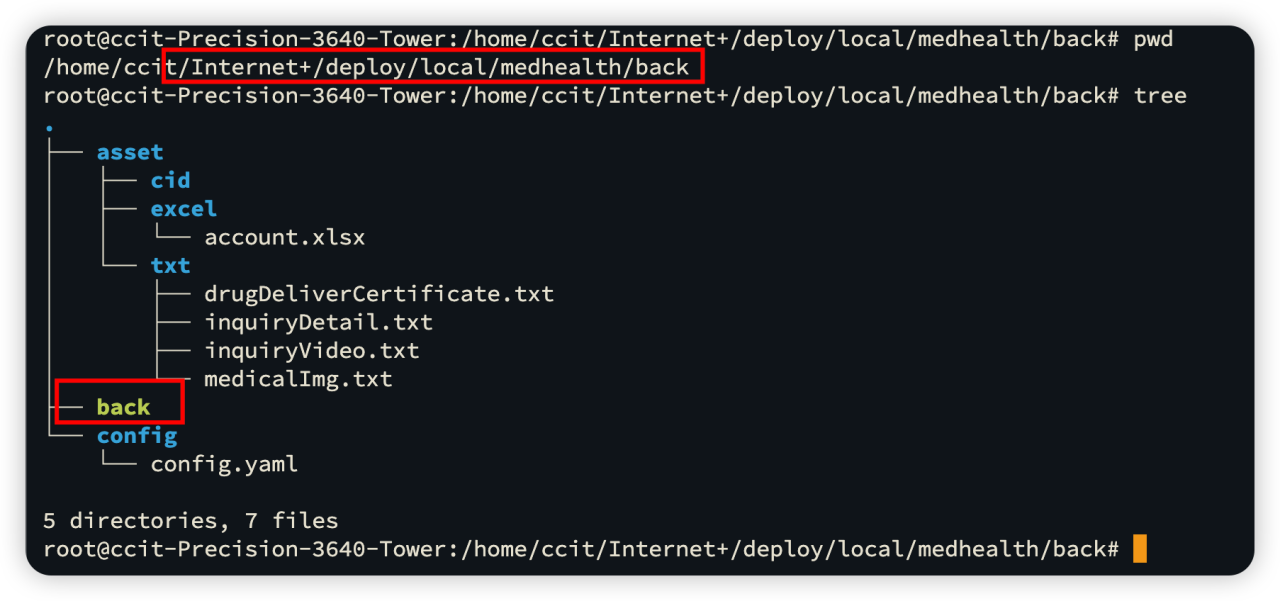 root@ccit-Precision-3640-Tower:/home/ccit/Internet+/deploy/local/medhealth/back# pwd
/home/ccit/Internet+/deploy/local/medhealth/back
root@ccit-Precision-3640-Tower:/home/ccit/Internet+/deploy/local/medhealth/back# tree
.
├── asset
│   ├── cid
│   ├── excel
│   │   └── account.xlsx
│   └── txt
│       ├── drugDeliverCertificate.txt
│       ├── inquiryDetail.txt
│       ├── inquiryVideo.txt
│       └── medicalImg.txt
├── back
└── config
    └── config.yaml
5 directories, 7 files
root@ccit-Precision-3640-Tower:/home/ccit/Internet+/deploy/local/medhealth/back#